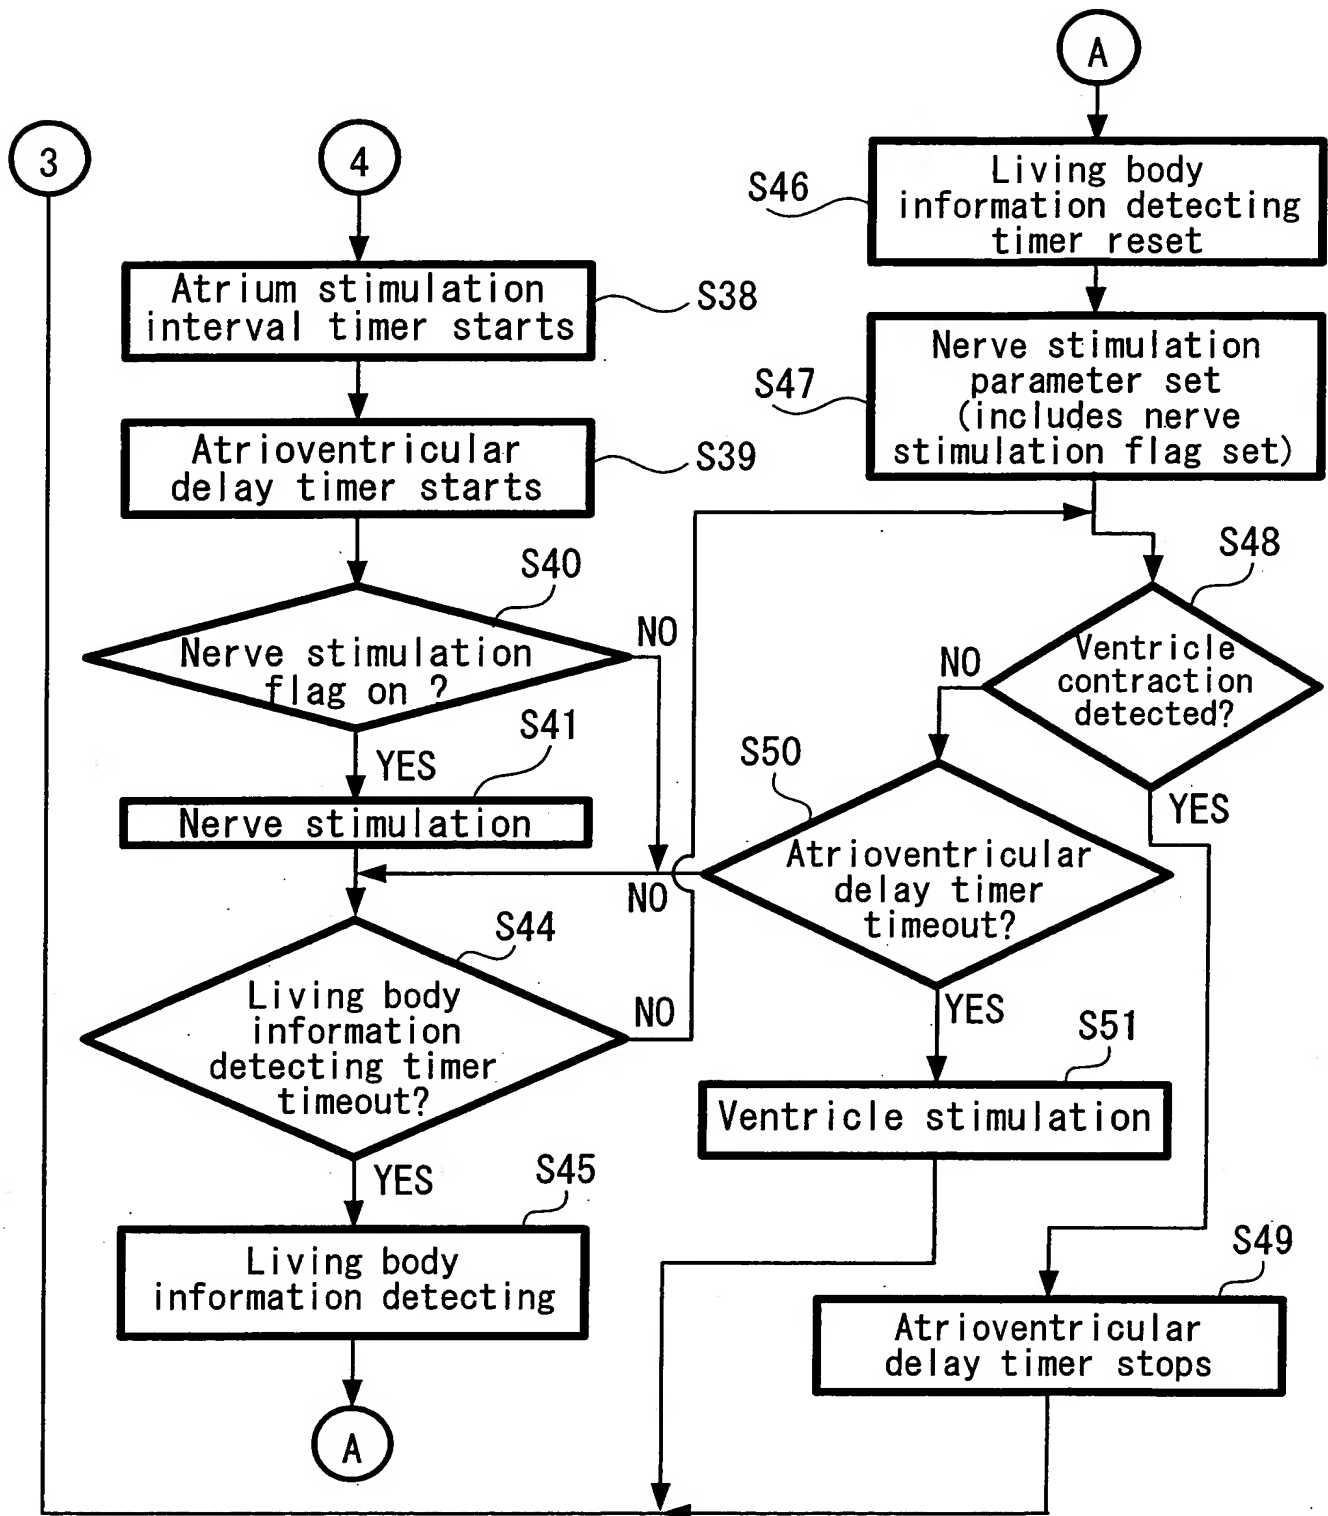 3
4
Atrium stimulation
interval timer starts
S38
Atrioventricular
delay timer starts
S39
S40
Nerve stimulation
flag on ?
NO
YES
S41
Nerve stimulation
S44
Living body
information
detecting timer
timeout?
NO
YES
S45
Living body
information detecting
A
A
S46
Living body
information detecting
timer reset
S47
Nerve stimulation
parameter set
(includes nerve
stimulation flag set)
S48
Ventricle
contraction
detected?
NO
YES
S50
Atrioventricular
delay timer
timeout?
NO
YES
S51
Ventricle stimulation
S49
Atrioventricular
delay timer stops